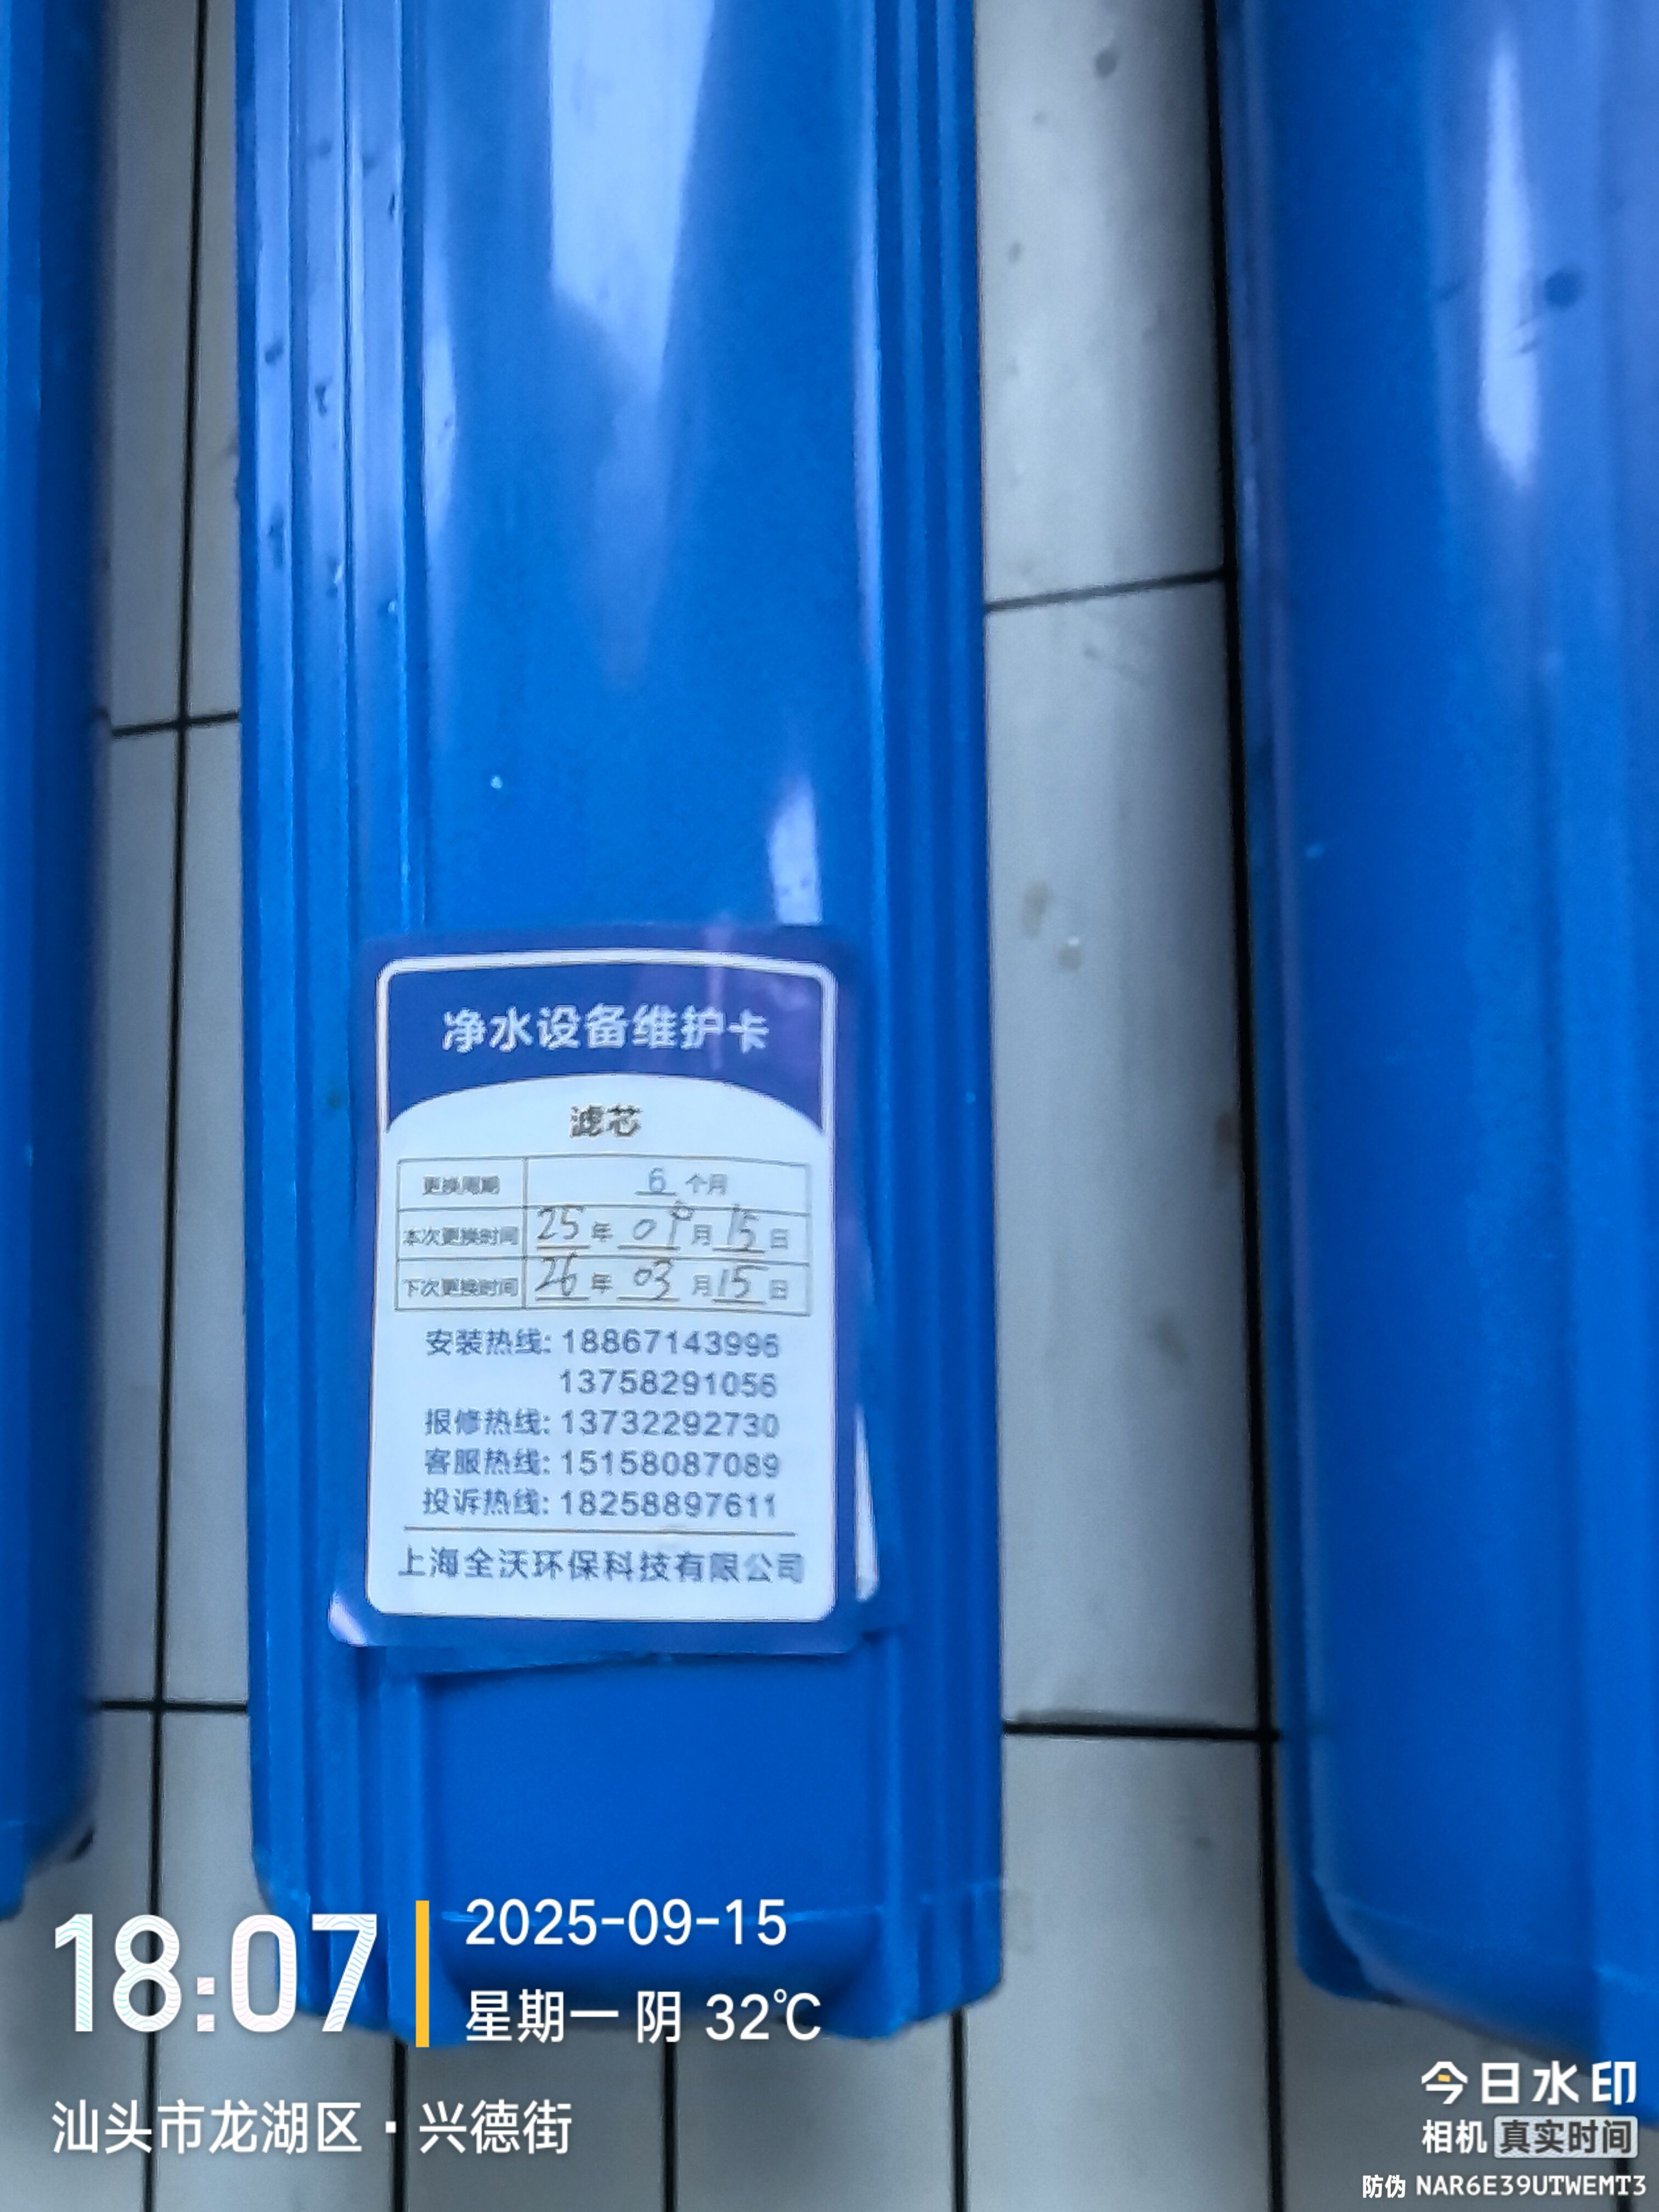 净水设备维护卡
滤芯
更换周期 6 个月
本次更换时间 25 年 09 月 15 日
下次更换时间 26 年 03 月 15 日
安装热线: 18867143996
13758291056
报修热线: 13732292730
客服热线: 15158087089
投诉热线: 18258897611
上海全沃环保科技有限公司
18:07
2025-09-15
星期一 阴 32℃
汕头市龙湖区·兴德街
今日水印
相机 真实时间
防伪 NAR6E39UTWEMT3